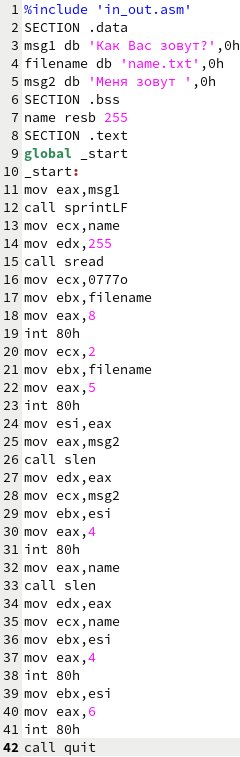 1 %include 'in_out.asm'
2 SECTION .data
3 msg1 db 'Как Вас зовут?',0h
4 filename db 'name.txt',0h
5 msg2 db 'Меня зовут ',0h
6 SECTION .bss
7 name resb 255
8 SECTION .text
9 global _start
10 _start:
11 mov eax,msg1
12 call sprintLF
13 mov ecx,name
14 mov edx,255
15 call sread
16 mov ecx,0777o
17 mov ebx,filename
18 mov eax,8
19 int 80h
20 mov ecx,2
21 mov ebx,filename
22 mov eax,5
23 int 80h
24 mov esi,eax
25 mov eax,msg2
26 call slen
27 mov edx,eax
28 mov ecx,msg2
29 mov ebx,esi
30 mov eax,4
31 int 80h
32 mov eax,name
33 call slen
34 mov edx,eax
35 mov ecx,name
36 mov ebx,esi
37 mov eax,4
38 int 80h
39 mov ebx,esi
40 mov eax,6
41 int 80h
42 call quit